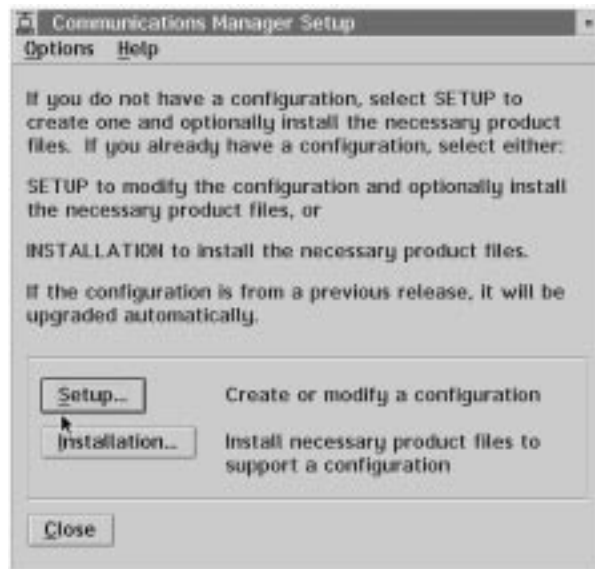 Communications Manager Setup
Options Help
If you do not have a configuration, select SETUP to
create one and optionally install the necessary product
files. If you already have a configuration, select either:
SETUP to modify the configuration and optionally install
the necessary product files, or
INSTALLATION to install the necessary product files.
If the configuration is from a previous release, it will be
upgraded automatically.
Setup... Create or modify a configuration
Installation... Install necessary product files to
support a configuration
Close